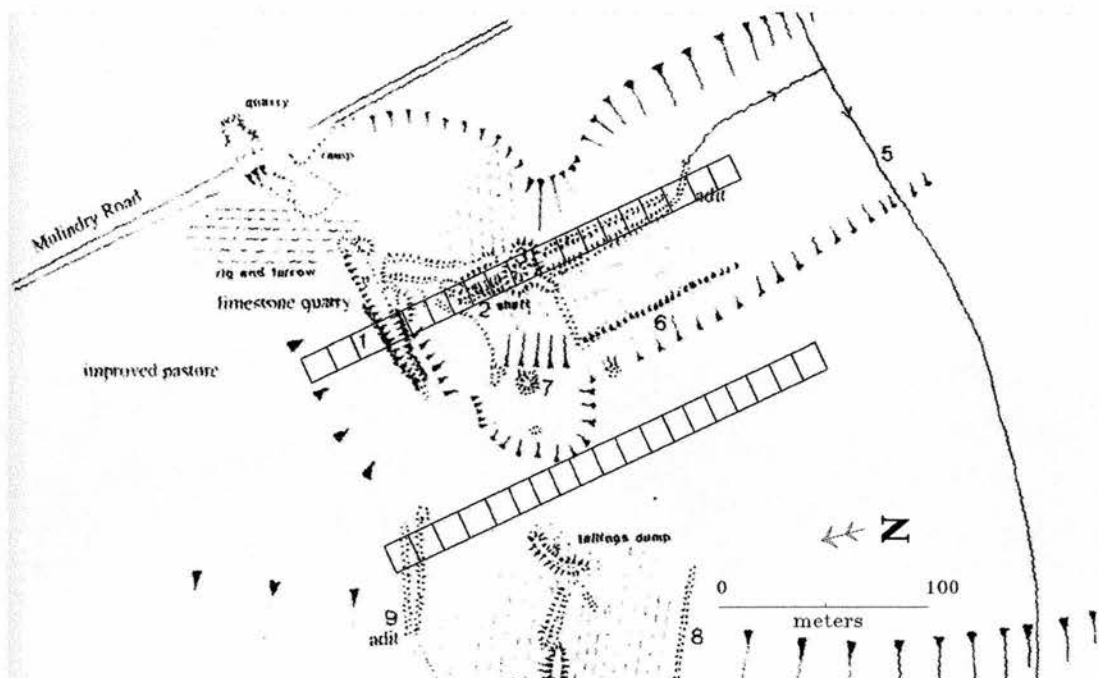 quarry
ramp
5
Mulindry Road
adit
rig and furrow
limestone quarry
2 shaft
1
6
improved pasture
7
tailings dump
N
0 100
meters
9
adit
8